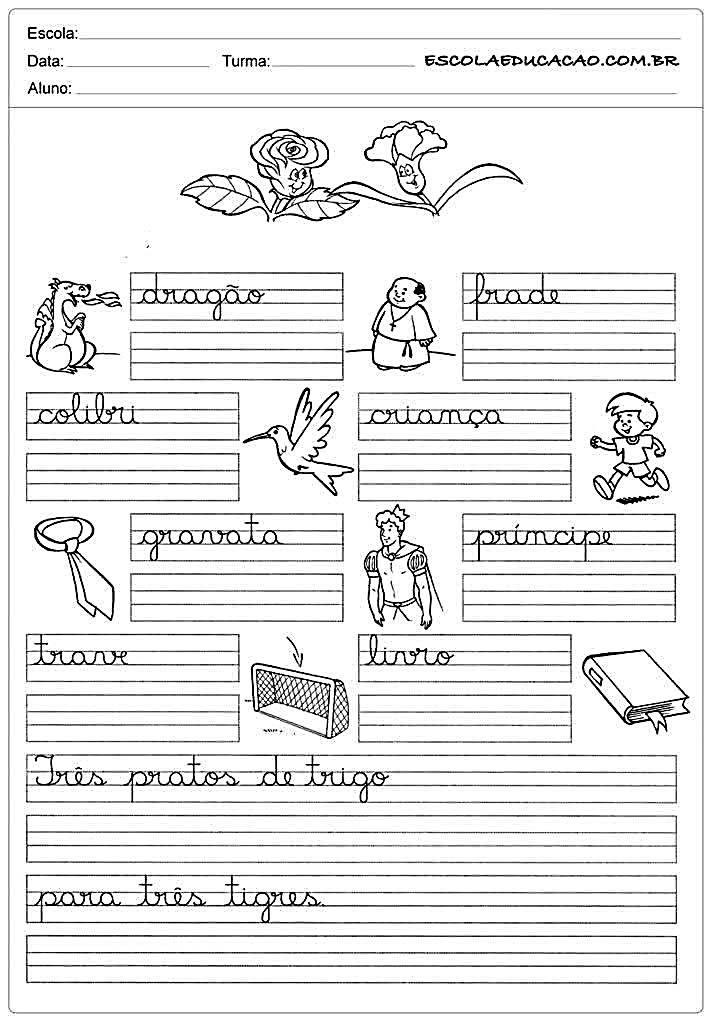 Escola:
Data: Turma: ESCOLAEDUCACAO.COM.BR
Aluno:
dragão frade
colibri criança
gravata príncipe
trave livro
Três pratos de trigo
para três tigres.